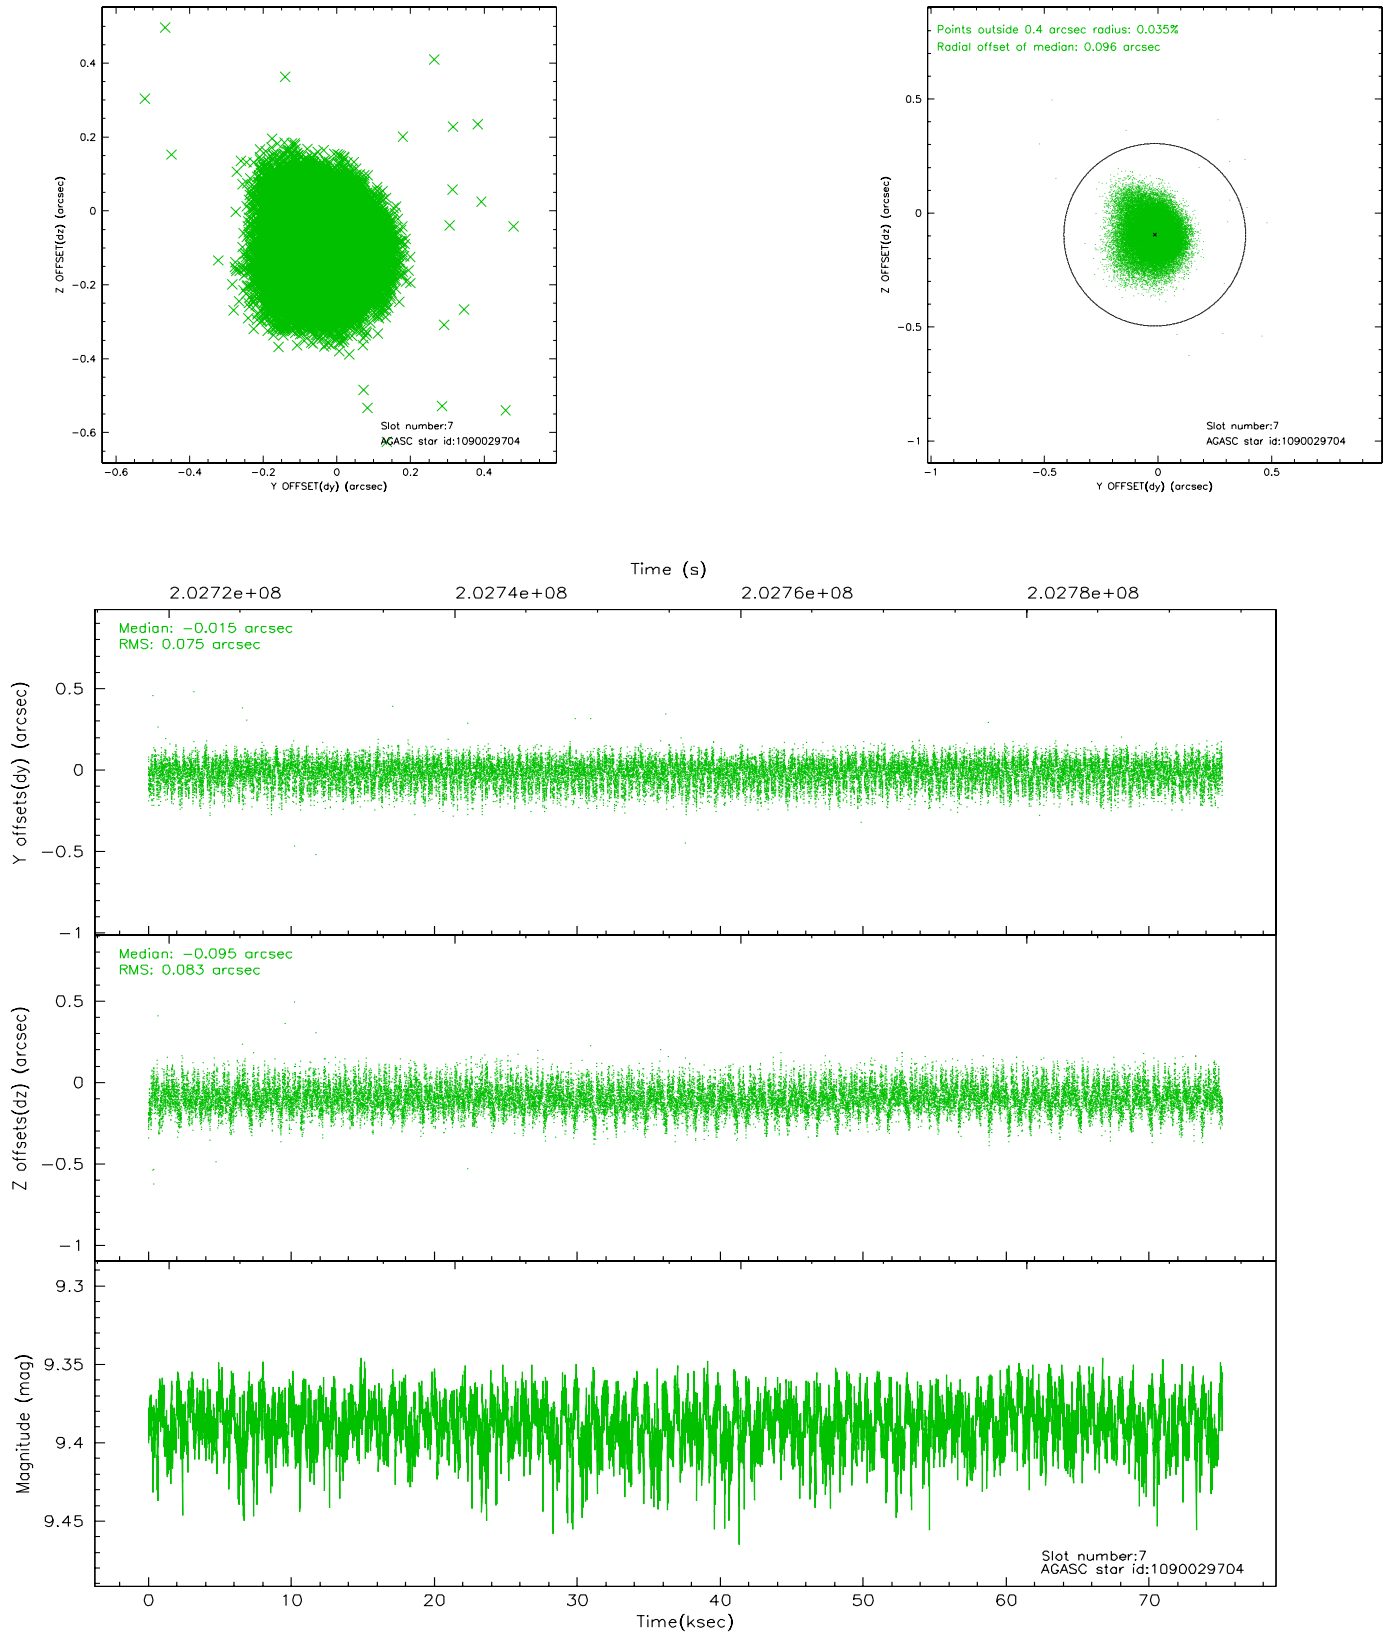 0.4
0.2
0
−0.2
−0.4
−0.6
Z OFFSET(dz) (arcsec)
Slot number:7
AGASC star id:1090029704
−0.6 −0.4 −0.2 0 0.2 0.4
Y OFFSET(dy) (arcsec)
Points outside 0.4 arcsec radius: 0.035%
Radial offset of median: 0.096 arcsec
0.5
0
−0.5
−1
Z OFFSET(dz) (arcsec)
Slot number:7
AGASC star id:1090029704
−1 −0.5 0 0.5
Y OFFSET(dy) (arcsec)
Time (s)
2.0272e+08 2.0274e+08 2.0276e+08 2.0278e+08
Median: −0.015 arcsec
RMS: 0.075 arcsec
0.5
0
−0.5
−1
Y offsets(dy) (arcsec)
Median: −0.095 arcsec
RMS: 0.083 arcsec
0.5
0
−0.5
−1
Z offsets(dz) (arcsec)
9.3
9.35
9.4
9.45
Magnitude (mag)
Slot number:7
AGASC star id:1090029704
0 10 20 30 40 50 60 70
Time(ksec)